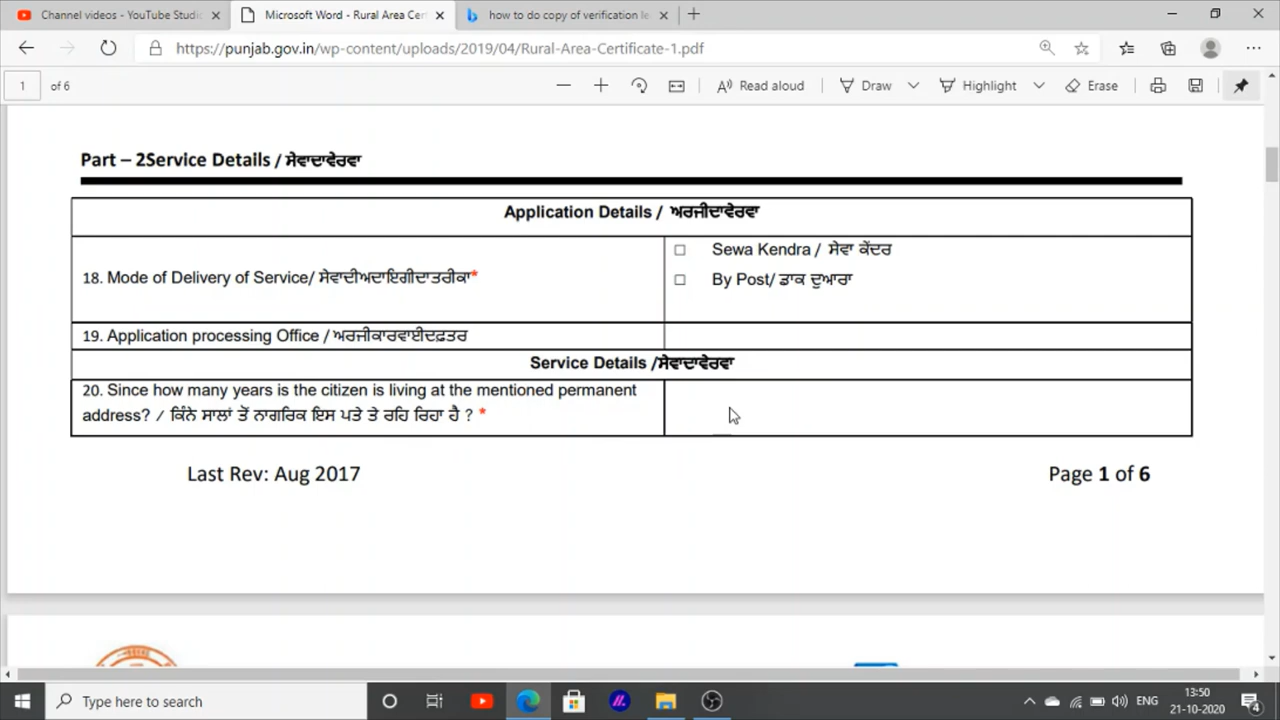 Channel videos - YouTube Studi
Microsoft Word - Rural Area Cer
how to do copy of verification le
https://punjab.gov.in/wp-content/uploads/2019/04/Rural-Area-Certificate-1.pdf
1 of 6
Read aloud
Draw
Highlight
Erase
Part – 2Service Details / ਸੇਵਾਦਾਵੇਰਵਾ
Application Details / ਅਰਜੀਦਾਵੇਰਵਾ
18. Mode of Delivery of Service/ ਸੇਵਾਦੀਅਦਾਇਗੀਦਾਤਰੀਕਾ*
Sewa Kendra / ਸੇਵਾ ਕੇਂਦਰ
By Post/ ਡਾਕ ਦੁਆਰਾ
19. Application processing Office / ਅਰਜੀਕਾਰਵਾਈਦਫ਼ਤਰ
Service Details /ਸੇਵਾਦਾਵੇਰਵਾ
20. Since how many years is the citizen is living at the mentioned permanent
address? / ਕਿੰਨੇ ਸਾਲਾਂ ਤੋਂ ਨਾਗਰਿਕ ਇਸ ਪਤੇ ਤੇ ਰਹਿ ਰਿਹਾ ਹੈ ? *
Last Rev: Aug 2017
Page 1 of 6
Type here to search
ENG
13:50
21-10-2020
4